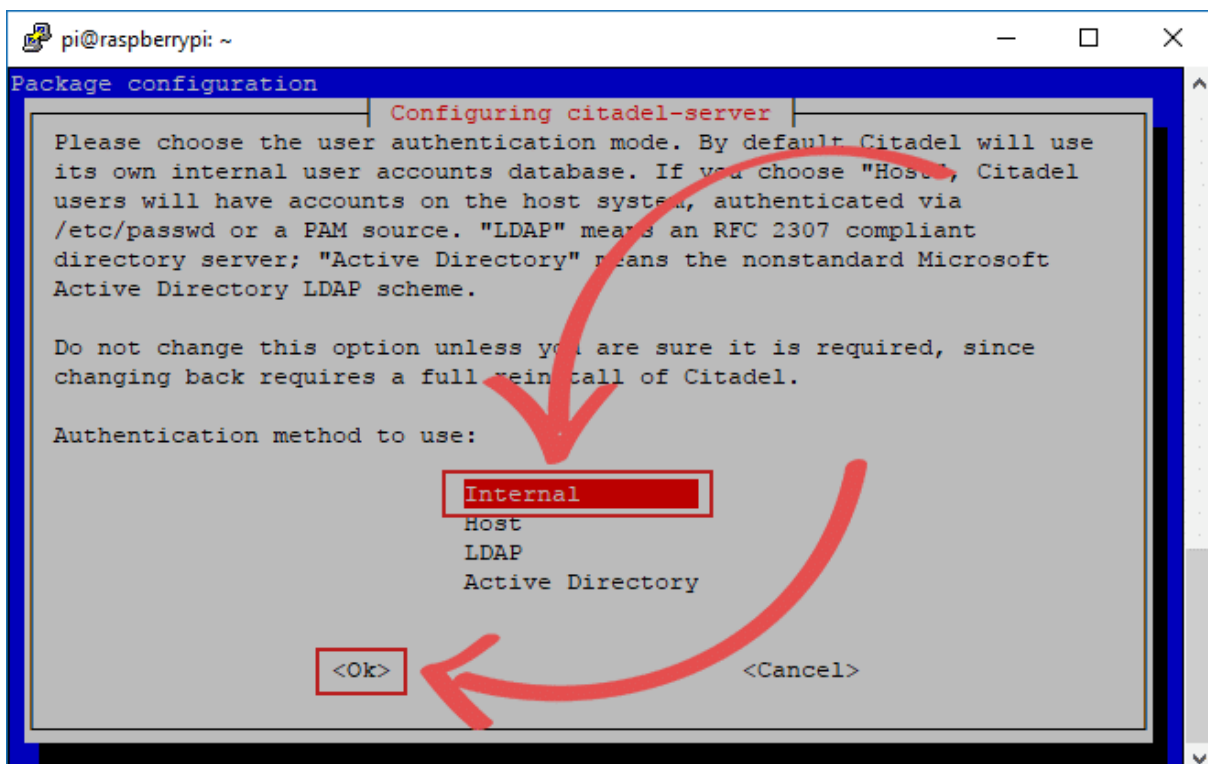 pi@raspberrypi: ~
Package configuration
Configuring citadel-server
Please choose the user authentication mode. By default Citadel will use
its own internal user accounts database. If you choose "Host", Citadel
users will have accounts on the host system, authenticated via
/etc/passwd or a PAM source. "LDAP" means an RFC 2307 compliant
directory server; "Active Directory" means the nonstandard Microsoft
Active Directory LDAP scheme.
Do not change this option unless you are sure it is required, since
changing back requires a full reinstall of Citadel.
Authentication method to use:
Internal
Host
LDAP
Active Directory
<Ok> <Cancel>